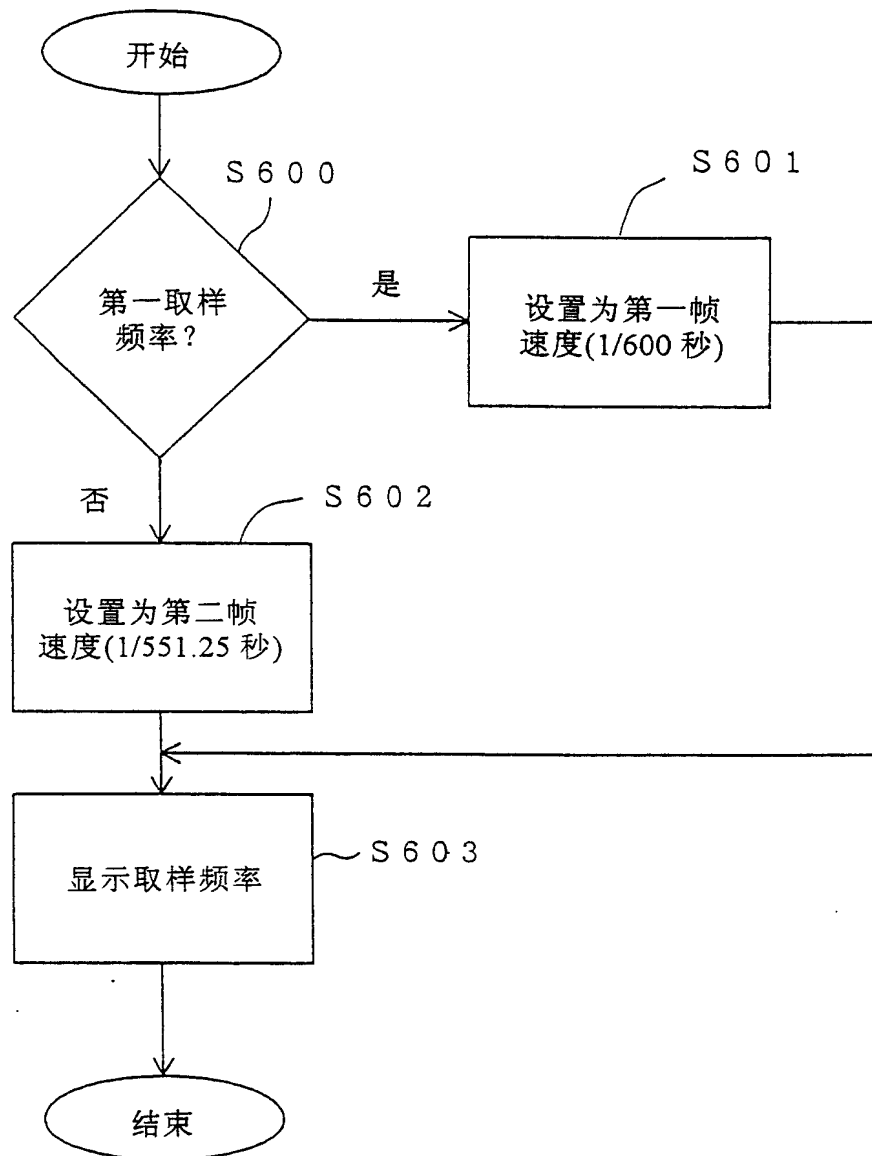 开始
S600
第一取样
频率?
是
S601
设置为第一帧
速度(1/600 秒)
否
S602
设置为第二帧
速度(1/551.25 秒)
显示取样频率
S603
结束